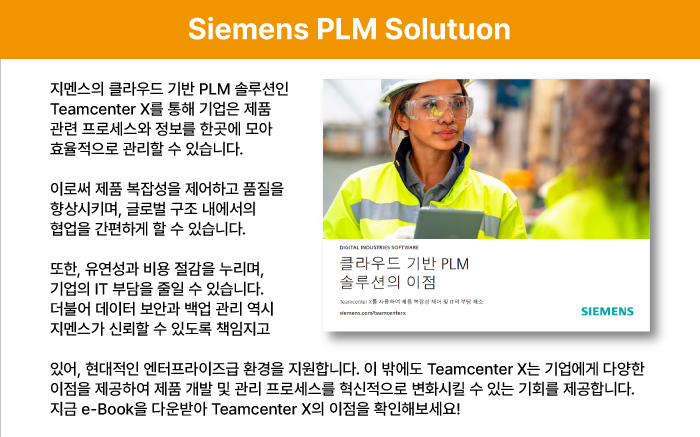 Siemens PLM Solutuon
지멘스의 클라우드 기반 PLM 솔루션인
Teamcenter X를 통해 기업은 제품
관련 프로세스와 정보를 한곳에 모아
효율적으로 관리할 수 있습니다.
이로써 제품 복잡성을 제어하고 품질을
향상시키며, 글로벌 구조 내에서의
협업을 간편하게 할 수 있습니다.
또한, 유연성과 비용 절감을 누리며,
기업의 IT 부담을 줄일 수 있습니다.
더불어 데이터 보안과 백업 관리 역시
지멘스가 신뢰할 수 있도록 책임지고
DIGITAL INDUSTRIES SOFTWARE
클라우드 기반 PLM
솔루션의 이점
Teamcenter X를 사용하여 제품 복잡성 제어 및 IT의 부담 해소
siemens.com/teamcenterx
SIEMENS
있어, 현대적인 엔터프라이즈급 환경을 지원합니다. 이 밖에도 Teamcenter X는 기업에게 다양한
이점을 제공하여 제품 개발 및 관리 프로세스를 혁신적으로 변화시킬 수 있는 기회를 제공합니다.
지금 e-Book을 다운받아 Teamcenter X의 이점을 확인해보세요!